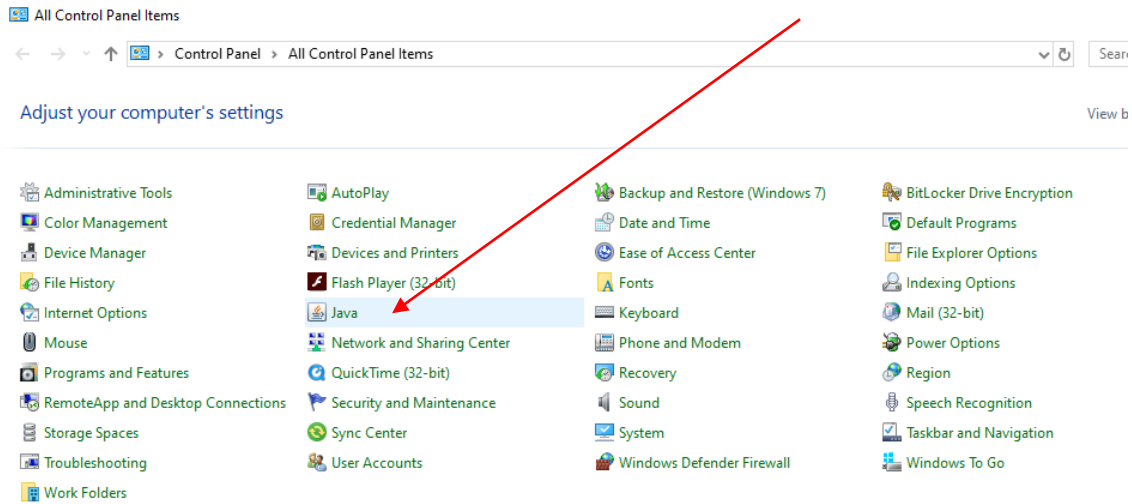 All Control Panel Items
Control Panel > All Control Panel Items
Adjust your computer's settings
Administrative Tools AutoPlay Backup and Restore (Windows 7) BitLocker Drive Encryption
Color Management Credential Manager Date and Time Default Programs
Device Manager Devices and Printers Ease of Access Center File Explorer Options
File History Flash Player (32-bit) Fonts Indexing Options
Internet Options Java Keyboard Mail (32-bit)
Mouse Network and Sharing Center Phone and Modem Power Options
Programs and Features QuickTime (32-bit) Recovery Region
RemoteApp and Desktop Connections Security and Maintenance Sound Speech Recognition
Storage Spaces Sync Center System Taskbar and Navigation
Troubleshooting User Accounts Windows Defender Firewall Windows To Go
Work Folders